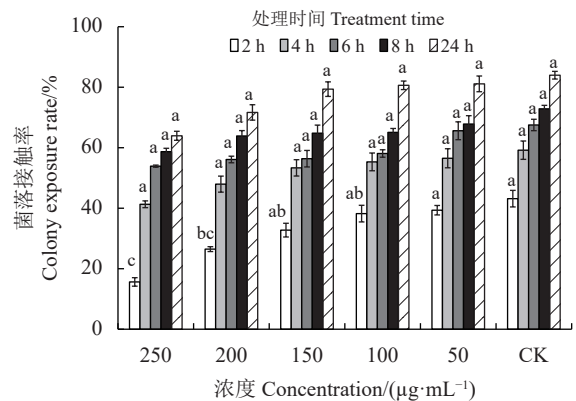 处理时间 Treatment time
2 h 4 h 6 h 8 h 24 h
菌落接触率/%
Colony exposure rate/%
100
80
60
40
20
0
c a a a a
bc a a a a
ab a a a a
ab a a a a
a a a a a
a a a a a
250 200 150 100 50 CK
浓度 Concentration/(μg·mL⁻¹)